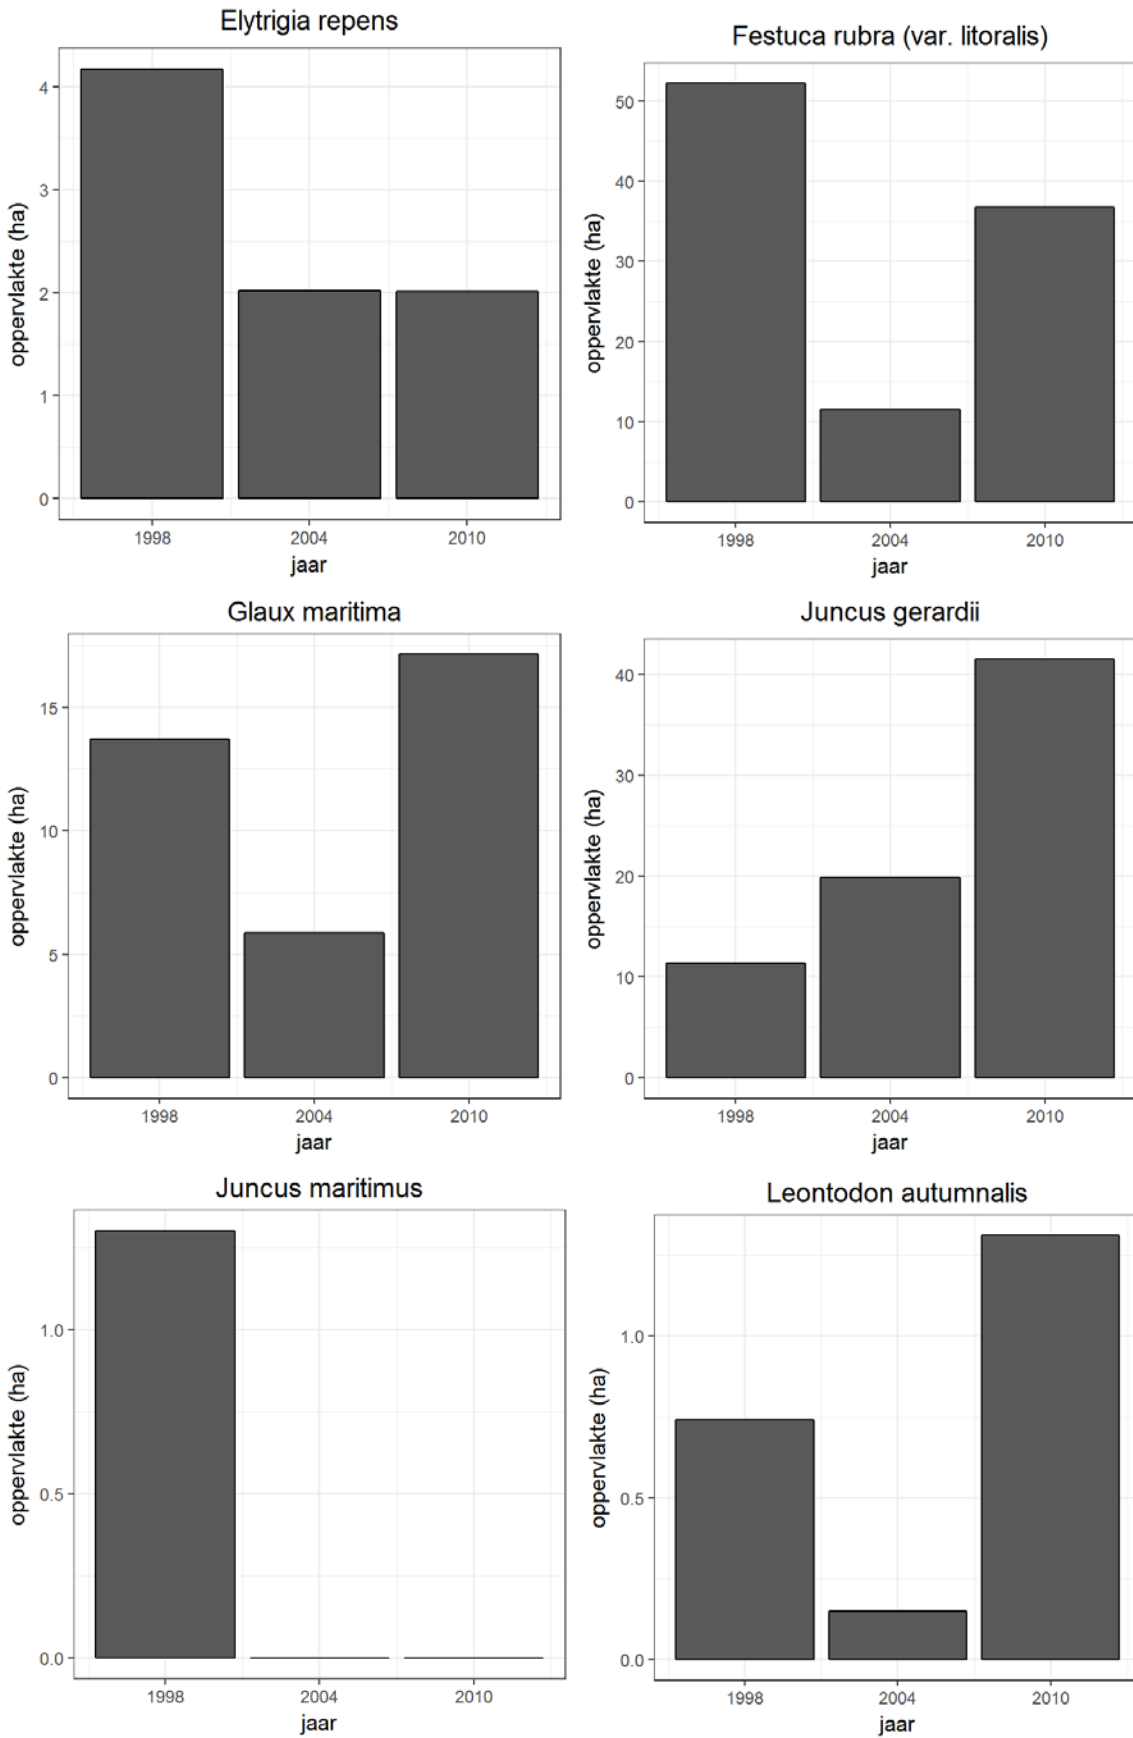 Elytrigia repens
oppervlakte (ha)
4
3
2
1
0
1998 2004 2010
jaar
Festuca rubra (var. litoralis)
oppervlakte (ha)
50
40
30
20
10
0
1998 2004 2010
jaar
Glaux maritima
oppervlakte (ha)
15
10
5
0
1998 2004 2010
jaar
Juncus gerardii
oppervlakte (ha)
40
30
20
10
0
1998 2004 2010
jaar
Juncus maritimus
oppervlakte (ha)
1.0
0.5
0.0
1998 2004 2010
jaar
Leontodon autumnalis
oppervlakte (ha)
1.0
0.5
0.0
1998 2004 2010
jaar